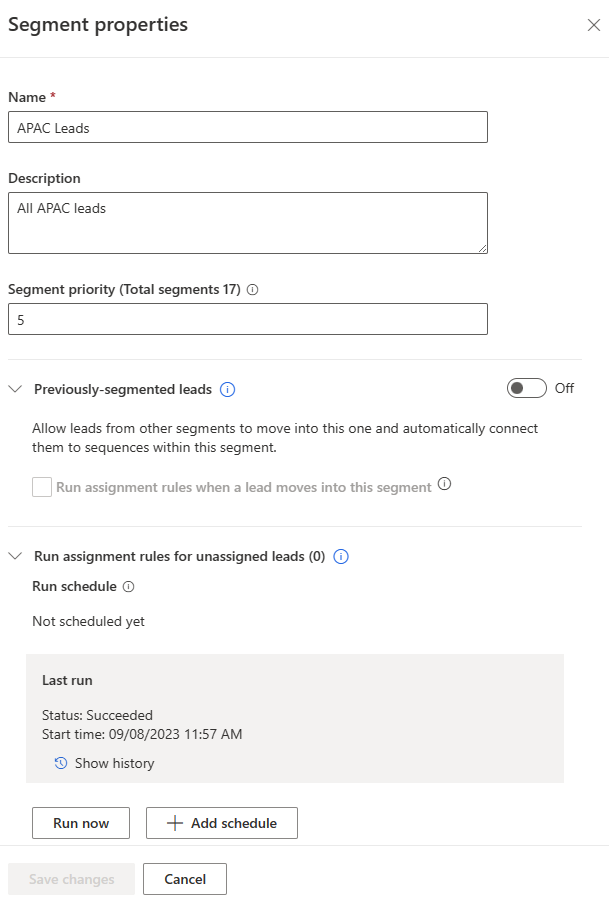 Segment properties
Name *
APAC Leads
Description
All APAC leads
Segment priority (Total segments 17)
5
Previously-segmented leads
Off
Allow leads from other segments to move into this one and automatically connect
them to sequences within this segment.
Run assignment rules when a lead moves into this segment
Run assignment rules for unassigned leads (0)
Run schedule
Not scheduled yet
Last run
Status: Succeeded
Start time: 09/08/2023 11:57 AM
Show history
Run now
Add schedule
Save changes
Cancel